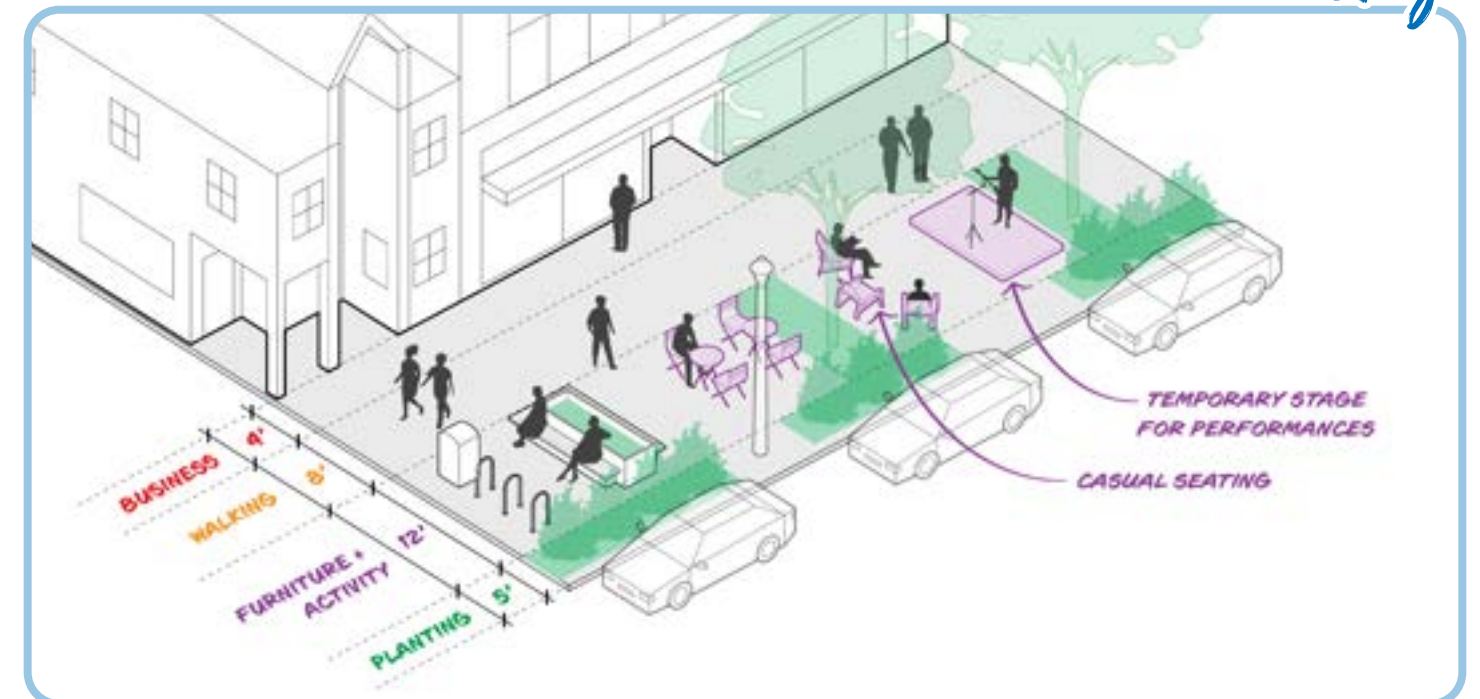 TEMPORARY STAGE
FOR PERFORMANCES
CASUAL SEATING
BUSINESS 4'
WALKING 8'
FURNITURE +
ACTIVITY 12'
PLANTING 5'